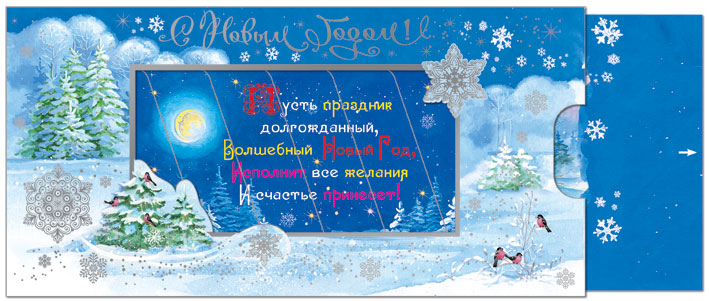 С Новым Годом!
Пусть праздник
долгожданный,
Волшебный Новый Год,
Исполнит все желания
И счастье принесет!